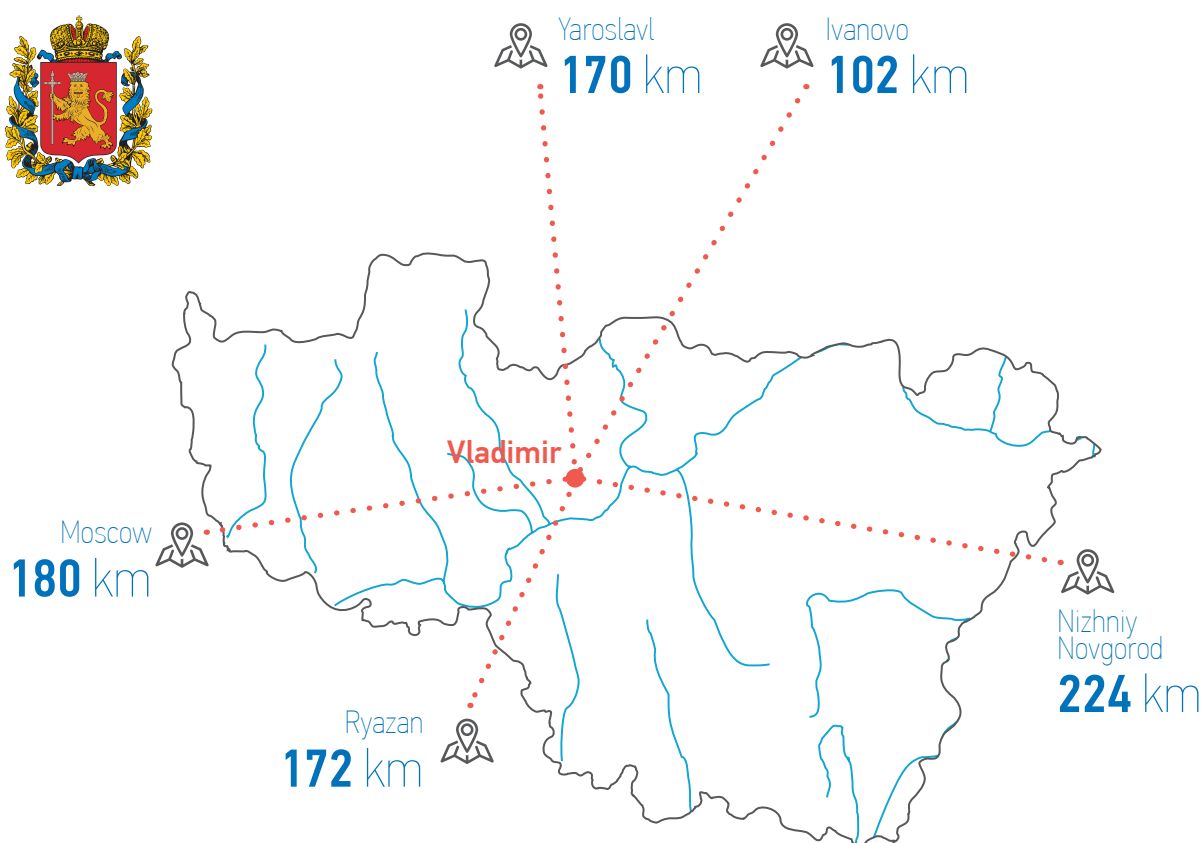 Yaroslavl
170 km
Ivanovo
102 km
Vladimir
Moscow
180 km
Nizhniy
Novgorod
224 km
Ryazan
172 km